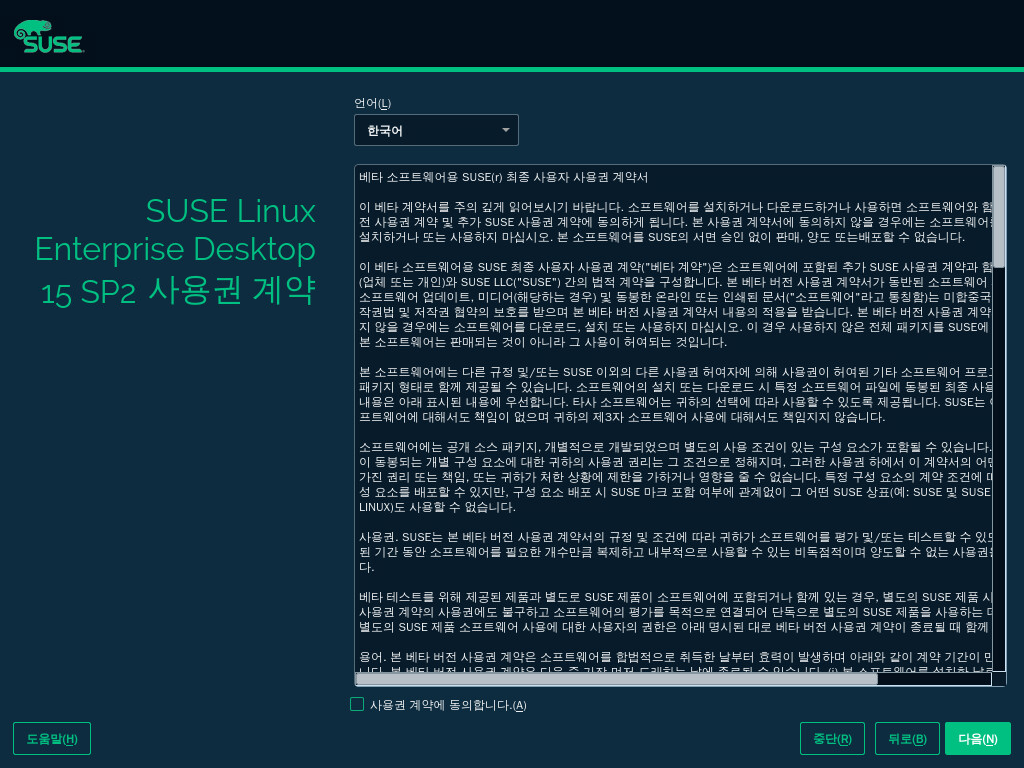 SUSE
언어(L)
한국어
SUSE Linux
Enterprise Desktop
15 SP2 사용권 계약
베타 소프트웨어용 SUSE(r) 최종 사용자 사용권 계약서
이 베타 계약서를 주의 깊게 읽어보시기 바랍니다. 소프트웨어를 설치하거나 다운로드하거나 사용하면 소프트웨어와 함
전 사용권 계약 및 추가 SUSE 사용권 계약에 동의하게 됩니다. 본 사용권 계약서에 동의하지 않을 경우에는 소프트웨어를
설치하거나 또는 사용하지 마십시오. 본 소프트웨어를 SUSE의 서면 승인 없이 판매, 양도 또는배포할 수 없습니다.
이 베타 소프트웨어용 SUSE 최종 사용자 사용권 계약("베타 계약")은 소프트웨어에 포함된 추가 SUSE 사용권 계약과 함
(업체 또는 개인)와 SUSE LLC("SUSE") 간의 법적 계약을 구성합니다. 본 베타 버전 사용권 계약서가 동반된 소프트웨어
소프트웨어 업데이트, 미디어(해당하는 경우) 및 동봉한 온라인 또는 인쇄된 문서("소프트웨어"라고 통칭함)는 미합중국
작권법 및 저작권 협약의 보호를 받으며 본 베타 버전 사용권 계약서 내용의 적용을 받습니다. 본 베타 버전 사용권 계약
지 않을 경우에는 소프트웨어를 다운로드, 설치 또는 사용하지 마십시오. 이 경우 사용하지 않은 전체 패키지를 SUSE에
본 소프트웨어는 판매되는 것이 아니라 그 사용이 허여되는 것입니다.
본 소프트웨어에는 다른 규정 및/또는 SUSE 이외의 다른 사용권 허여자에 의해 사용권이 허여된 기타 소프트웨어 프로그
패키지 형태로 함께 제공될 수 있습니다. 소프트웨어의 설치 또는 다운로드 시 특정 소프트웨어 파일에 동봉된 최종 사용
내용은 아래 표시된 내용에 우선합니다. 타사 소프트웨어는 귀하의 선택에 따라 사용할 수 있도록 제공됩니다. SUSE는
프트웨어에 대해서도 책임이 없으며 귀하의 제3자 소프트웨어 사용에 대해서도 책임지지 않습니다.
소프트웨어에는 공개 소스 패키지, 개별적으로 개발되었으며 별도의 사용 조건이 있는 구성 요소가 포함될 수 있습니다.
이 동봉되는 개별 구성 요소에 대한 귀하의 사용권 권리는 그 조건으로 정해지며, 그러한 사용권 하에서 이 계약서의 어떤
가진 권리 또는 책임, 또는 귀하가 처한 상황에 제한을 가하거나 영향을 줄 수 없습니다. 특정 구성 요소의 계약 조건에
성 요소를 배포할 수 있지만, 구성 요소 배포 시 SUSE 마크 포함 여부에 관계없이 그 어떤 SUSE 상표(예: SUSE 및 SUSE
LINUX)도 사용할 수 없습니다.
사용권. SUSE는 본 베타 버전 사용권 계약서의 규정 및 조건에 따라 귀하가 소프트웨어를 평가 및/또는 테스트할 수 있도
된 기간 동안 소프트웨어를 필요한 개수만큼 복제하고 내부적으로 사용할 수 있는 비독점적이며 양도할 수 없는 사용권을
다.
베타 테스트를 위해 제공된 제품과 별도로 SUSE 제품이 소프트웨어에 포함되거나 함께 있는 경우, 별도의 SUSE 제품 사
사용권 계약의 사용권에도 불구하고 소프트웨어의 평가를 목적으로 연결되어 단독으로 별도의 SUSE 제품을 사용하는
별도의 SUSE 제품 소프트웨어 사용에 대한 사용자의 권한은 아래 명시된 대로 베타 버전 사용권 계약이 종료될 때 함께
용어. 본 베타 버전 사용권 계약은 소프트웨어를 합법적으로 취득한 날부터 효력이 발생하며 아래와 같이 계약 기간이
니다. 본 베타 버전 사용권 계약은 다음 중 가장 먼저 도래하는 날에 종료될 수 있습니다. (i) 본 소프트웨어를 설치한 날로
사용권 계약에 동의합니다.(A)
도움말(H)
중단(R)
뒤로(B)
다음(N)